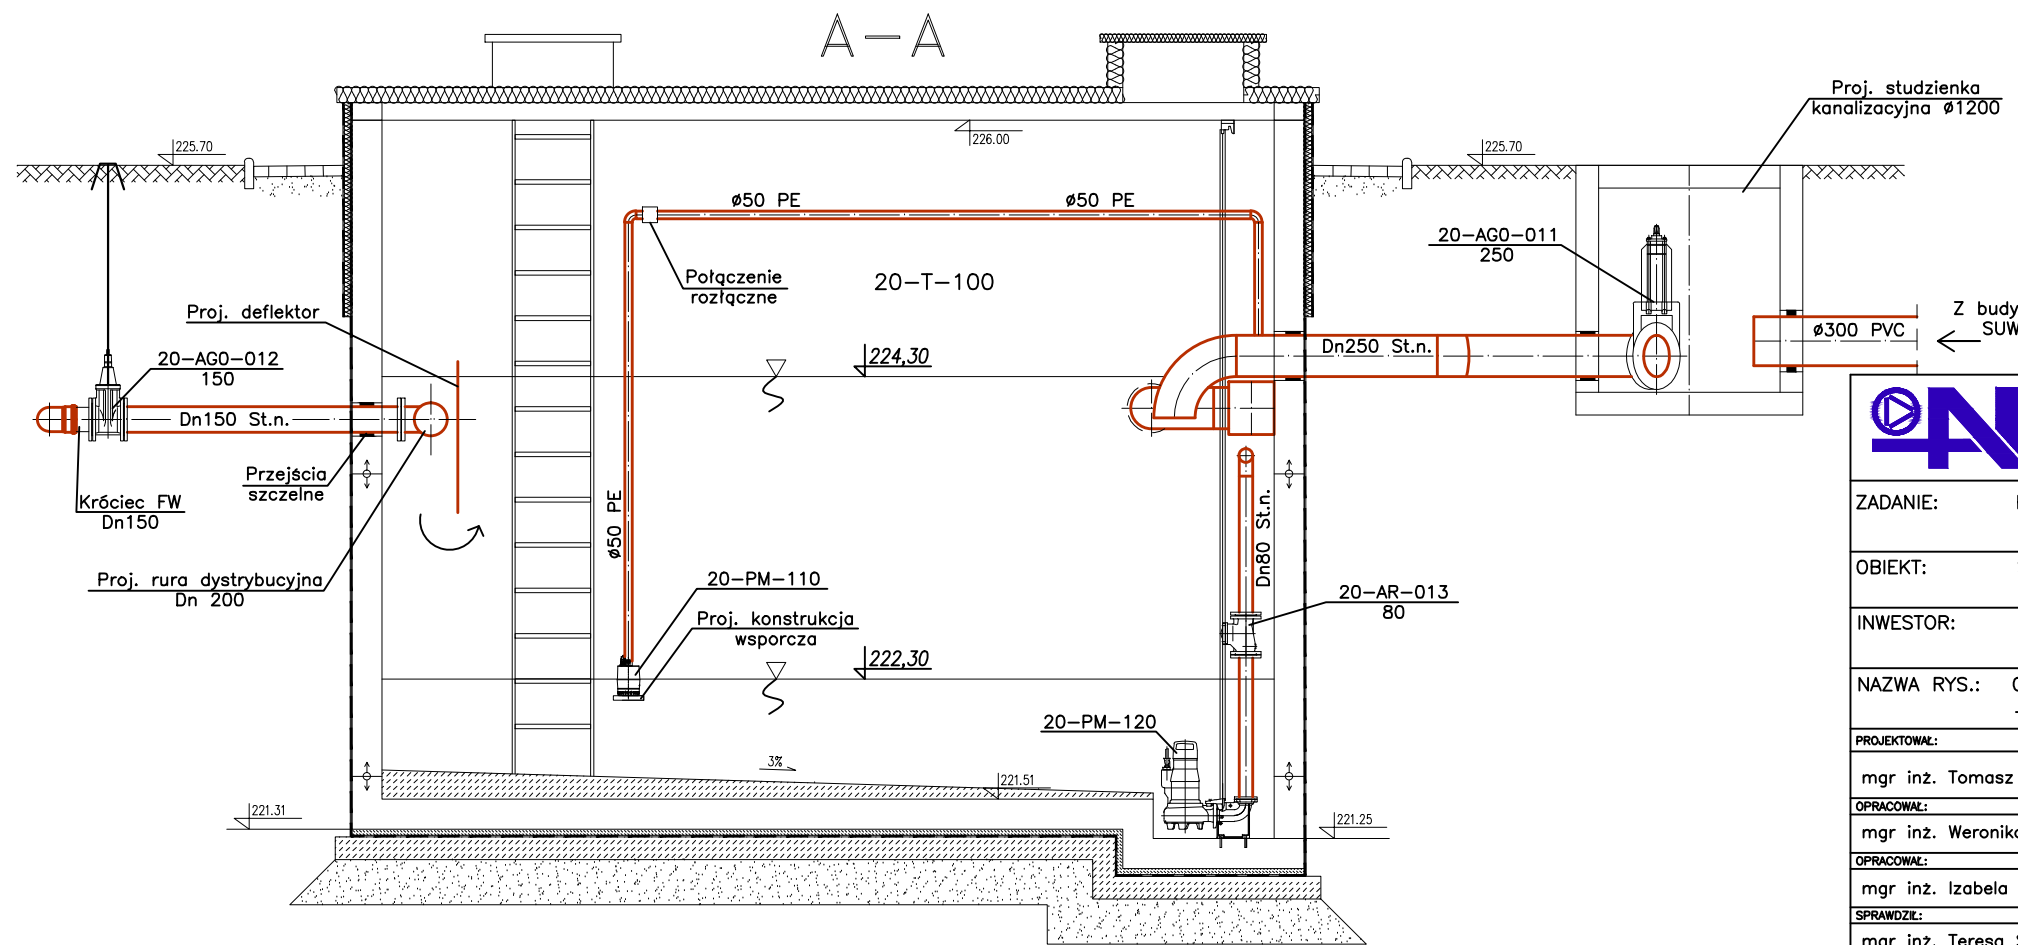 A-A
Proj. studzienka
kanalizacyjna ø1200
225.70
226.00
225.70
ø50 PE
ø50 PE
20-AGO-011
250
Połączenie
rozłączne
20-T-100
Proj. deflektor
Z budy
SUW
ø300 PVC
Dn250 St.n.
224,30
20-AGO-012
150
Dn150 St.n.
Przejścia
szczelne
Króciec FW
Dn150
ø50 PE
Dn80 St.n.
ZADANIE:
OBIEKT:
Proj. rura dystrybucyjna
Dn 200
20-PM-110
20-AR-013
80
Proj. konstrukcja
wsporcza
INWESTOR:
222,30
NAZWA RYS.:
20-PM-120
PROJEKTOWAŁ:
3%
221.51
mgr inż. Tomasz
221.31
221.25
OPRACOWAŁ:
mgr inż. Weronika
OPRACOWAŁ:
mgr inż. Izabela
SPRAWDZIŁ:
mgr inż. Teresa